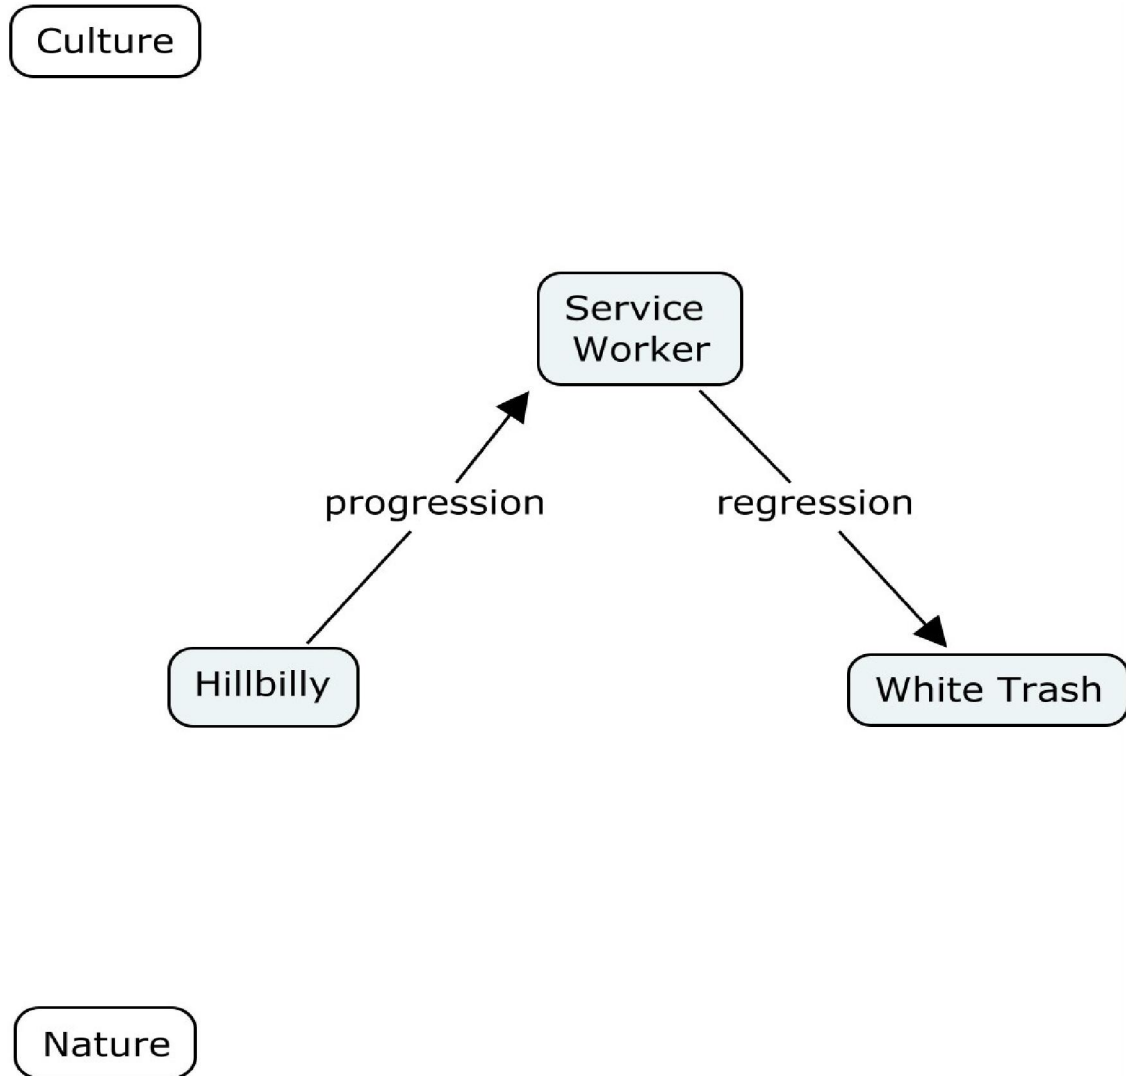 Culture
Service
Worker
progression
regression
Hillbilly
White Trash
Nature